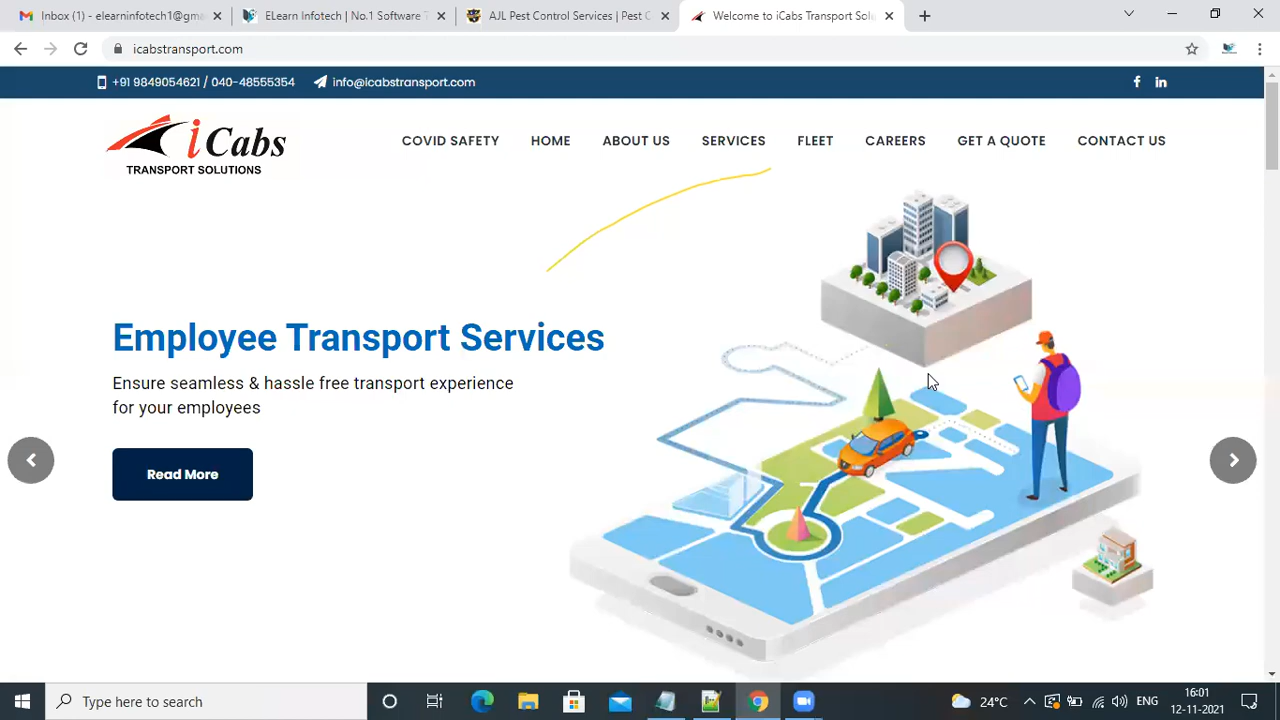 Inbox (1) - elearninfotech1@gma
ELearn Infotech | No.1 Software T
AJL Pest Control Services | Pest C
Welcome to iCabs Transport Solu
icabstransport.com
+91 9849054621 / 040-48555354
info@icabstransport.com
iCabs
TRANSPORT SOLUTIONS
COVID SAFETY
HOME
ABOUT US
SERVICES
FLEET
CAREERS
GET A QUOTE
CONTACT US
Employee Transport Services
Ensure seamless & hassle free transport experience
for your employees
Read More
Type here to search
24°C
ENG
16:01
12-11-2021